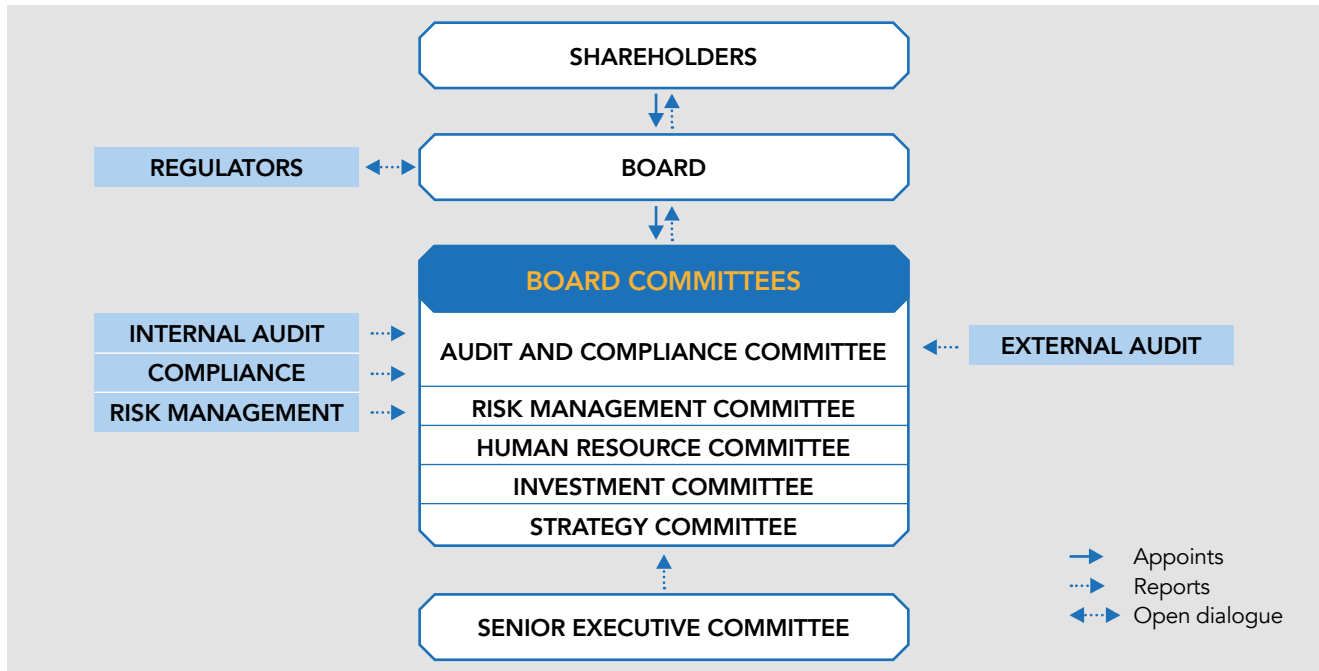 SHAREHOLDERS
REGULATORS
BOARD
BOARD COMMITTEES
INTERNAL AUDIT
COMPLIANCE
RISK MANAGEMENT
AUDIT AND COMPLIANCE COMMITTEE
EXTERNAL AUDIT
RISK MANAGEMENT COMMITTEE
HUMAN RESOURCE COMMITTEE
INVESTMENT COMMITTEE
STRATEGY COMMITTEE
SENIOR EXECUTIVE COMMITTEE
Appoints
Reports
Open dialogue